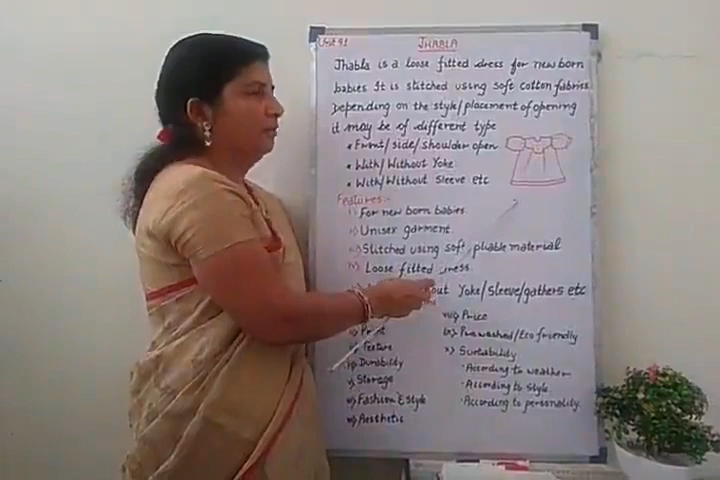 Unit 91
JHABLA
Jhabla is a loose fitted dress for new born
babies It is stitched using soft cotton fabrics
Depending on the style/placement of opening
it may be of different type
• Front/side/shoulder open
• With/Without Yoke
• With/Without Sleeve etc
Features:-
i) For new born babies
ii) Unisex garment.
iii) Stitched using soft pliable material
iv) Loose fitted dress.
out Yoke/Sleeve/gathers etc
Print
Texture
iv) Durability
v) Storage
vi) Fashion & Style
vii) Aesthetic
viii) Price
ix) Prewashed/Eco friendly
x) Suitability
• According to weather
• According to style
• According to personality